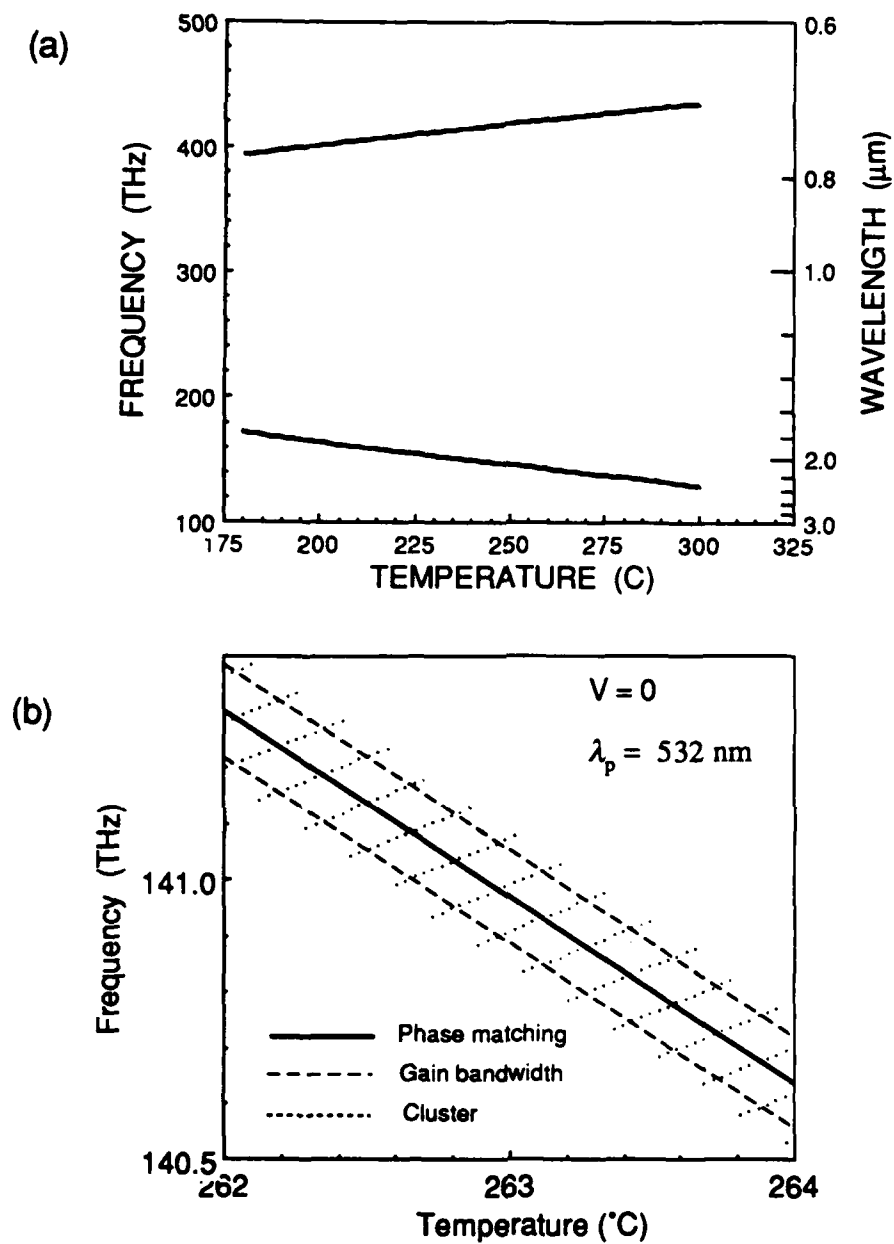 (a)
500
400
300
200
100
FREQUENCY (THz)
0.6
0.8
1.0
2.0
3.0
WAVELENGTH (μm)
175 200 225 250 275 300 325
TEMPERATURE (C)
(b)
V = 0
λp = 532 nm
141.0
140.5
Frequency (THz)
Phase matching
Gain bandwidth
Cluster
262 263 264
Temperature (°C)